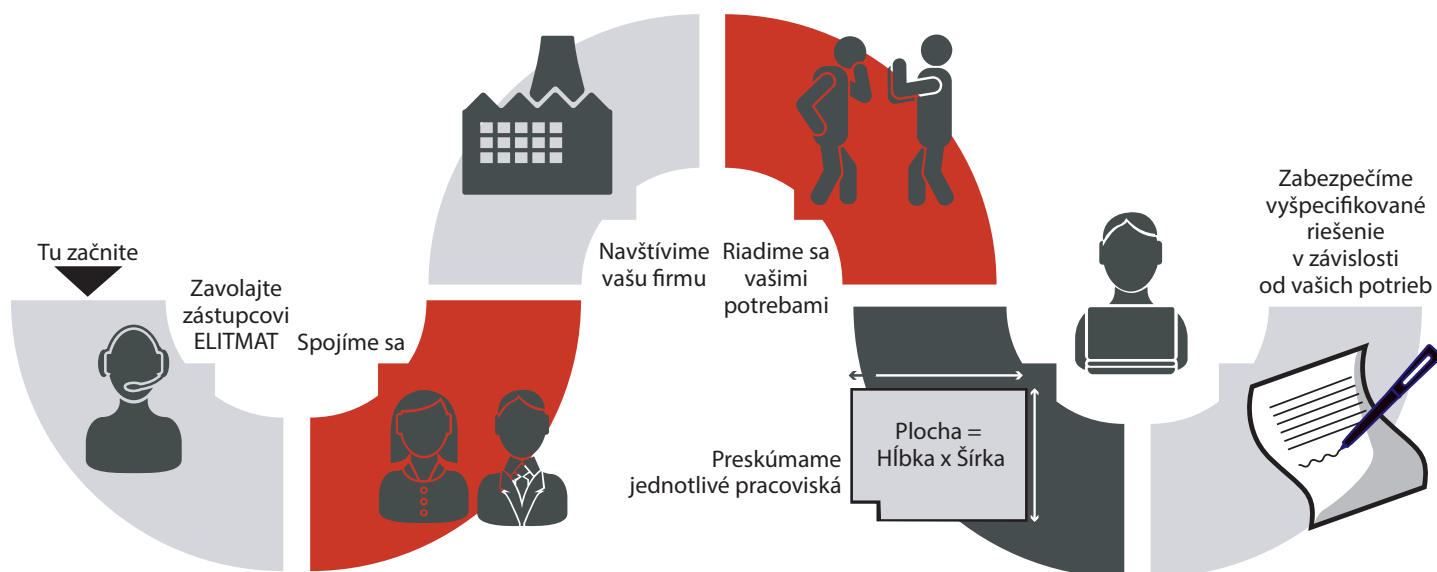 Tu začnite
Zavolajte
zástupcovi
ELITMAT
Spojíme sa
Navštívime
vašu firmu
Riadime sa
vašimi
potrebami
Preskúmame
jednotlivé pracoviská
Plocha =
Hĺbka x Šírka
Zabezpečíme
vyšpecifikované
riešenie
v závislosti
od vašich potrieb